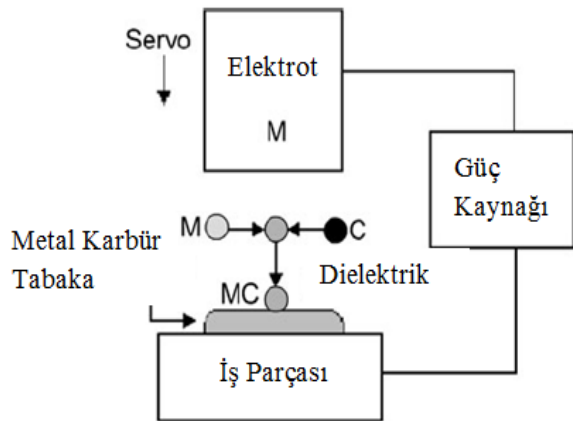 Servo
Elektrot
M
Güç
Kaynağı
M
C
Metal Karbür
Tabaka
Dielektrik
MC
İş Parçası